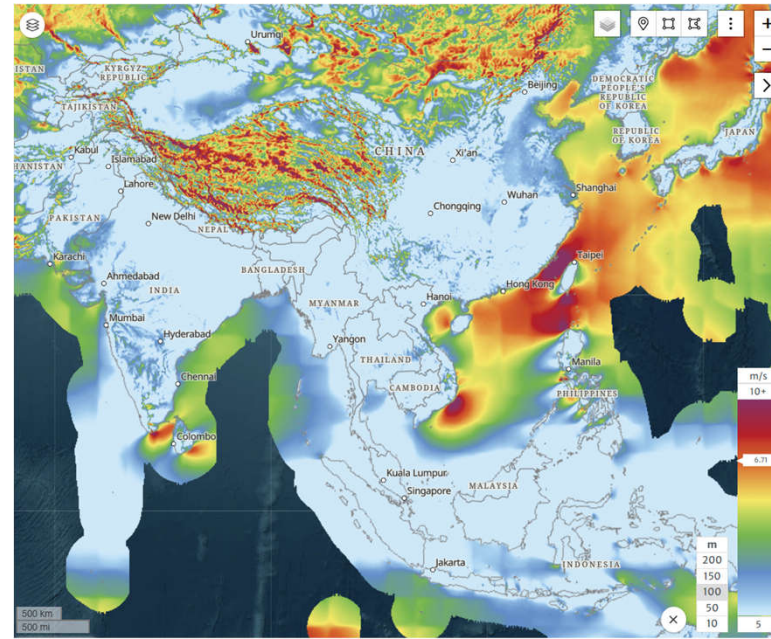 Urumqi
ISTAN
KYRGYZ
REPUBLIC
Beijing
DEMOCRATIC
PEOPLE'S
REPUBLIC
OF KOREA
TAJIKISTAN
REPUBLIC
OF KOREA
JAPAN
Kabul
HANISTAN
Islamabad
CHINA
Xi'an
Lahore
Shanghai
Wuhan
Chongqing
PAKISTAN
New Delhi
NEPAL
Karachi
Taipei
BANGLADESH
Ahmedabad
INDIA
Hong Kong
Hanoi
MYANMAR
Mumbai
Hyderabad
Yangon
THAILAND
Manila
Chennai
CAMBODIA
PHILIPPINES
m/s
10+
Colombo
6.71
Kuala Lumpur
MALAYSIA
Singapore
m
200
150
100
50
10
Jakarta
INDONESIA
500 km
500 mi
5